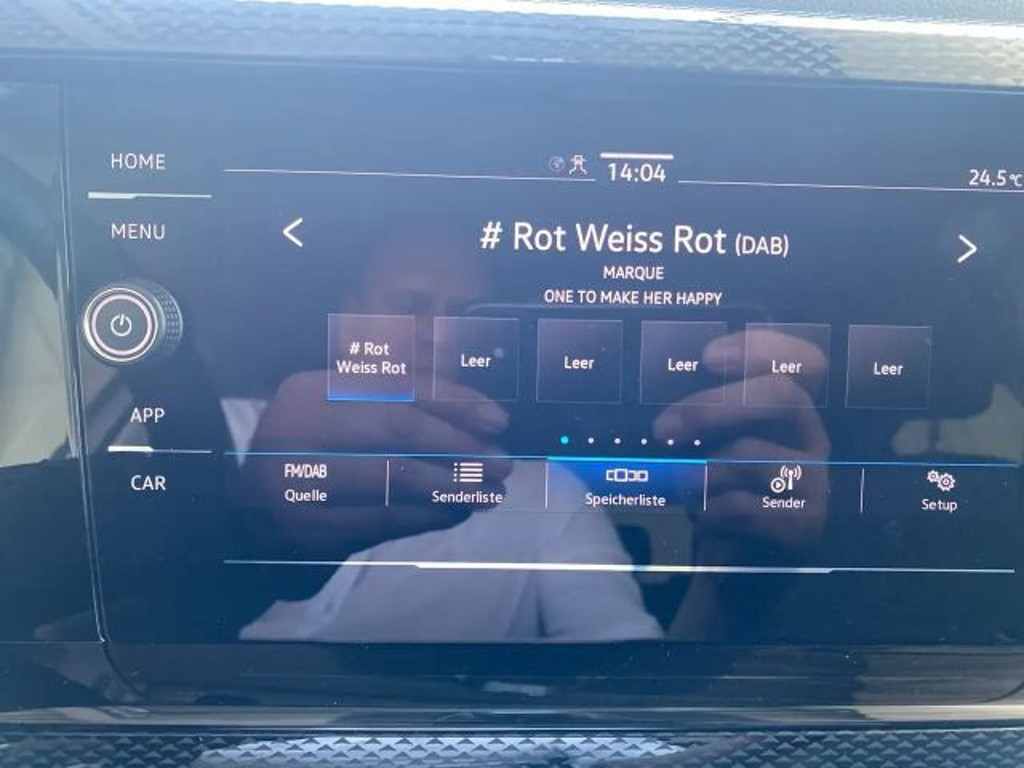 HOME
14:04
24.5°C
MENU
# Rot Weiss Rot (DAB)
MARQUE
ONE TO MAKE HER HAPPY
# Rot
Weiss Rot
Leer
Leer
Leer
Leer
Leer
APP
CAR
FM/DAB
Quelle
Senderliste
Speicherliste
Sender
Setup